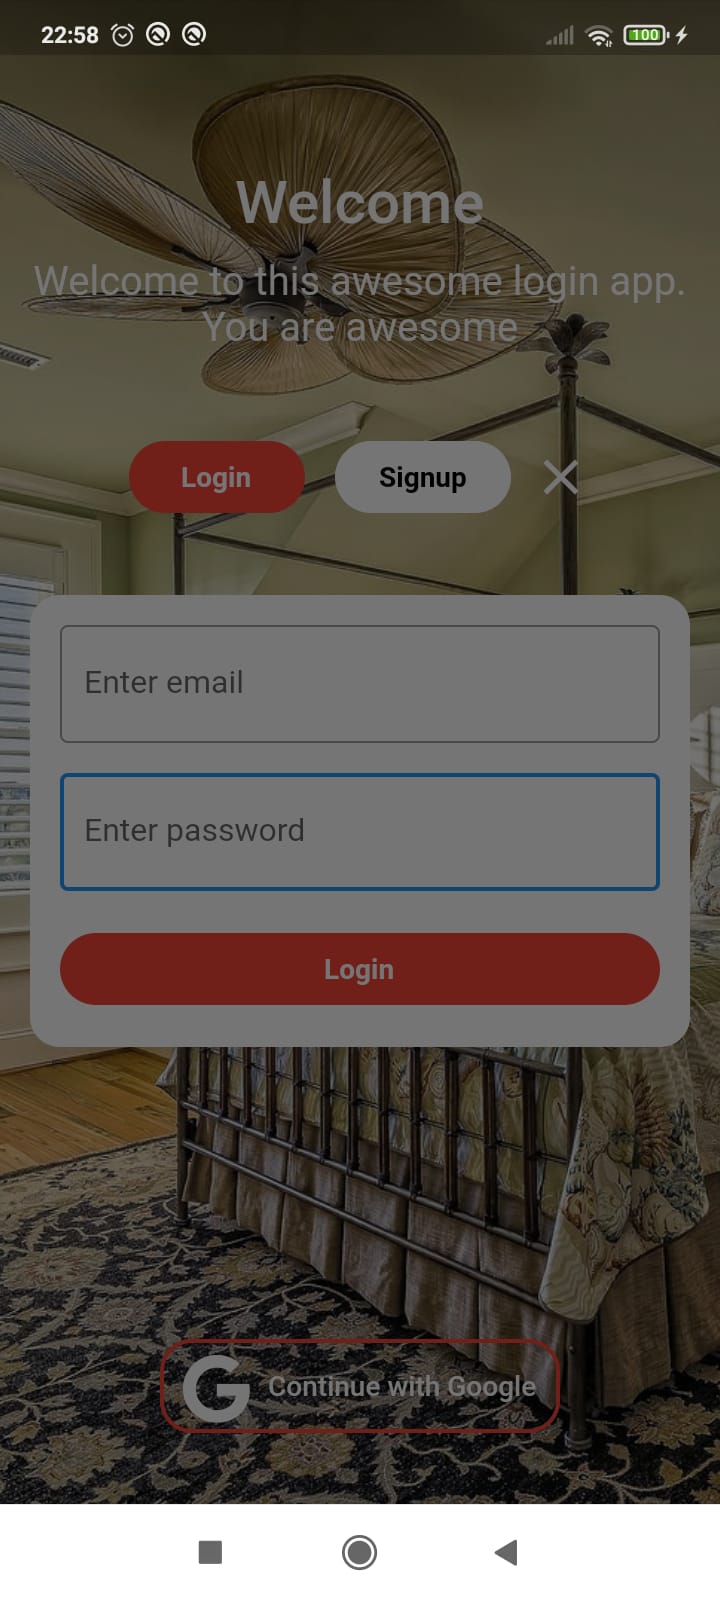 22:58
100
Welcome
Welcome to this awesome login app.
You are awesome
Login
Signup
Enter email
Enter password
Login
G Continue with Google